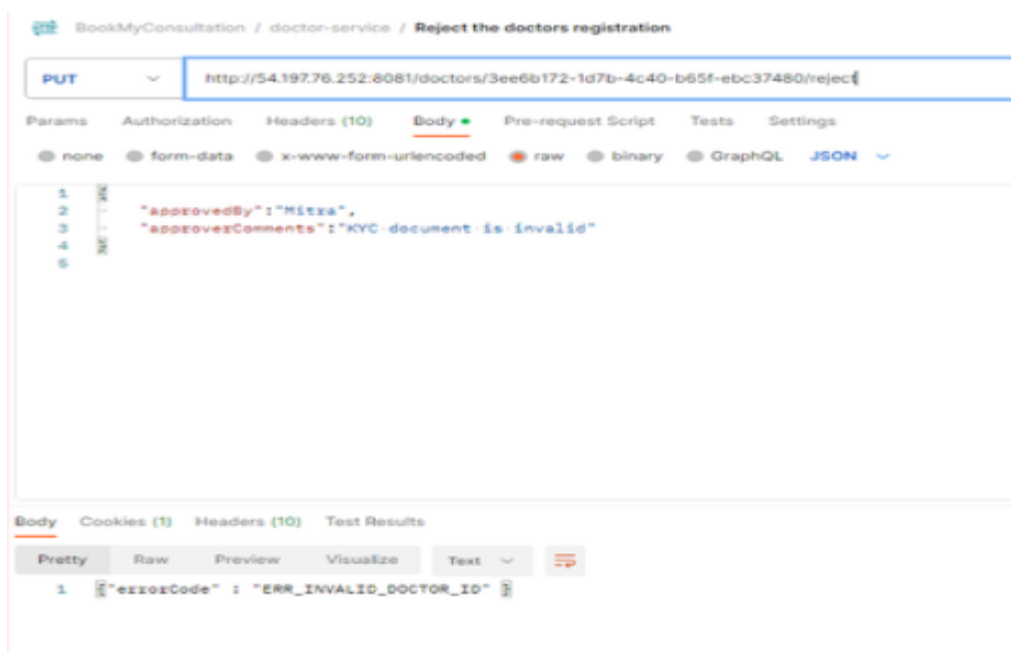 BookMyConsultation / doctor-service / Reject the doctors registration
PUT http://54.197.76.252:8081/doctors/3ee6b172-1d7b-4c40-b65f-ebc37480/reject
Params Authorization Headers (10) Body Pre-request Script Tests Settings
none form-data x-www-form-urlencoded raw binary GraphQL JSON
1 {
2 "approvedBy":"Mitra",
3 "approverComments":"KYC document is invalid"
4 }
5
Body Cookies (1) Headers (10) Test Results
Pretty Raw Preview Visualize Text
1 {"errorCode" : "ERR_INVALID_DOCTOR_ID" }